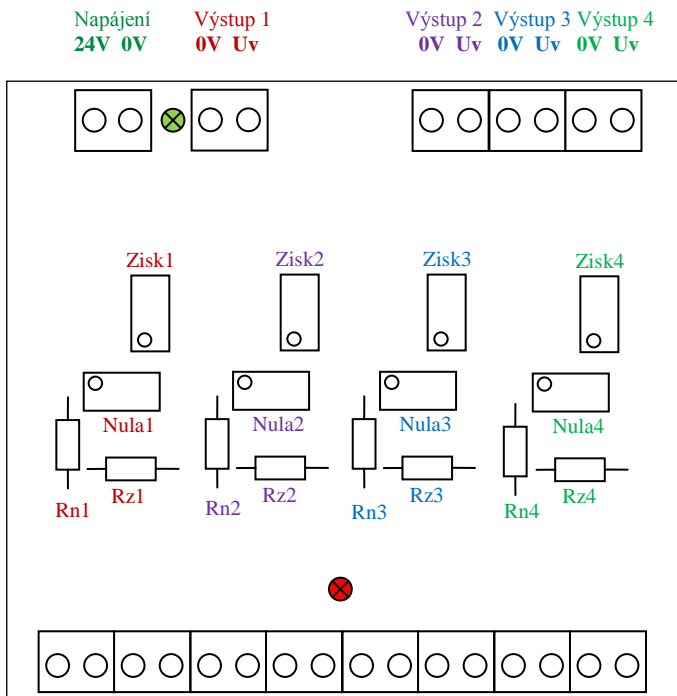 Napájení Výstup 1 Výstup 2 Výstup 3 Výstup 4
24V 0V 0V Uv 0V Uv 0V Uv 0V Uv
Zisk1 Zisk2 Zisk3 Zisk4
Nula1 Nula2 Nula3 Nula4
Rz1 Rz2 Rz3 Rz4
Rn1 Rn2 Rn3 Rn4